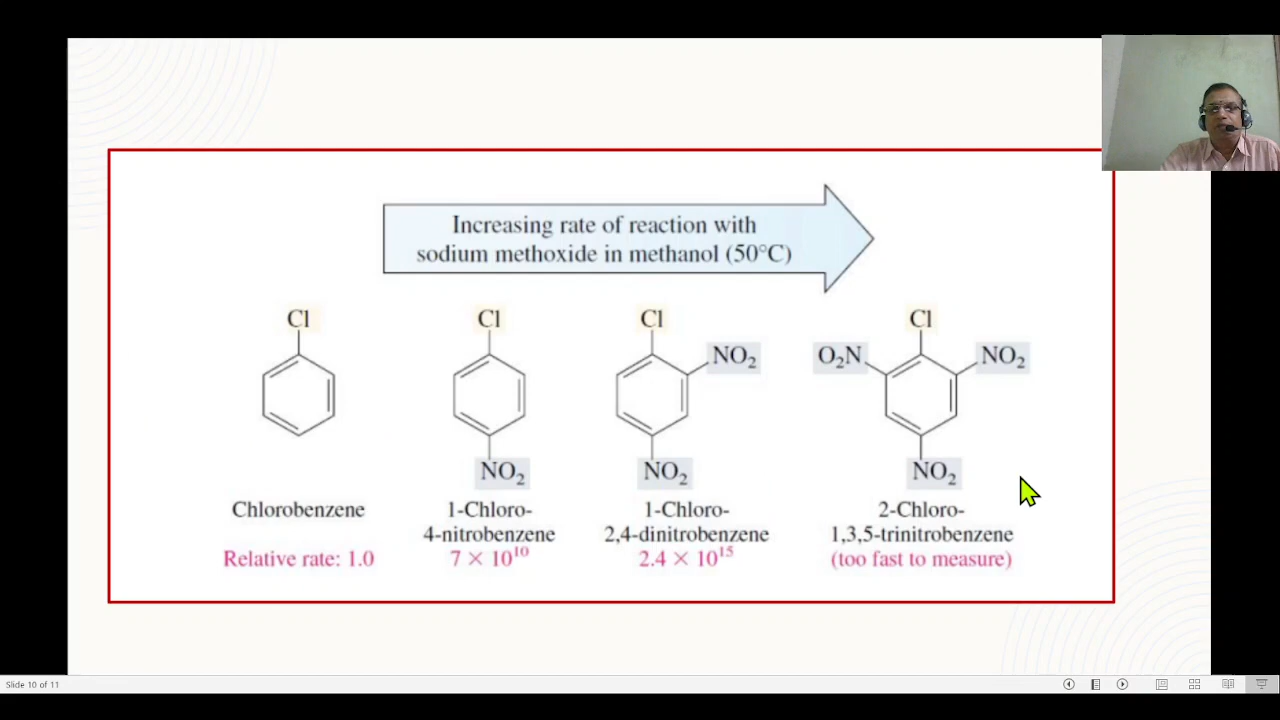 Increasing rate of reaction with
sodium methoxide in methanol (50°C)
Cl
Cl
Cl
Cl
NO₂
O₂N
NO₂
NO₂
NO₂
NO₂
Chlorobenzene
1-Chloro-
4-nitrobenzene
1-Chloro-
2,4-dinitrobenzene
2-Chloro-
1,3,5-trinitrobenzene
Relative rate: 1.0
7 × 10¹⁰
2.4 × 10¹⁵
(too fast to measure)
Slide 10 of 11